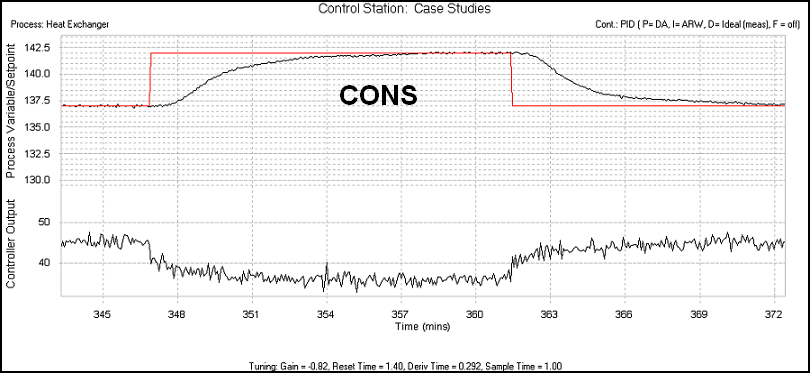 Control Station: Case Studies
Process: Heat Exchanger
Cont.: PID ( P= DA, I= ARW, D= Ideal (meas), F = off)
Process Variable/Setpoint
142.5
140.0
137.5
135.0
132.5
130.0
CONS
Controller Output
50
40
345 348 351 354 357 360 363 366 369 372
Time (mins)
Tuning: Gain = -0.82, Reset Time = 1.40, Deriv Time = 0.292, Sample Time = 1.00